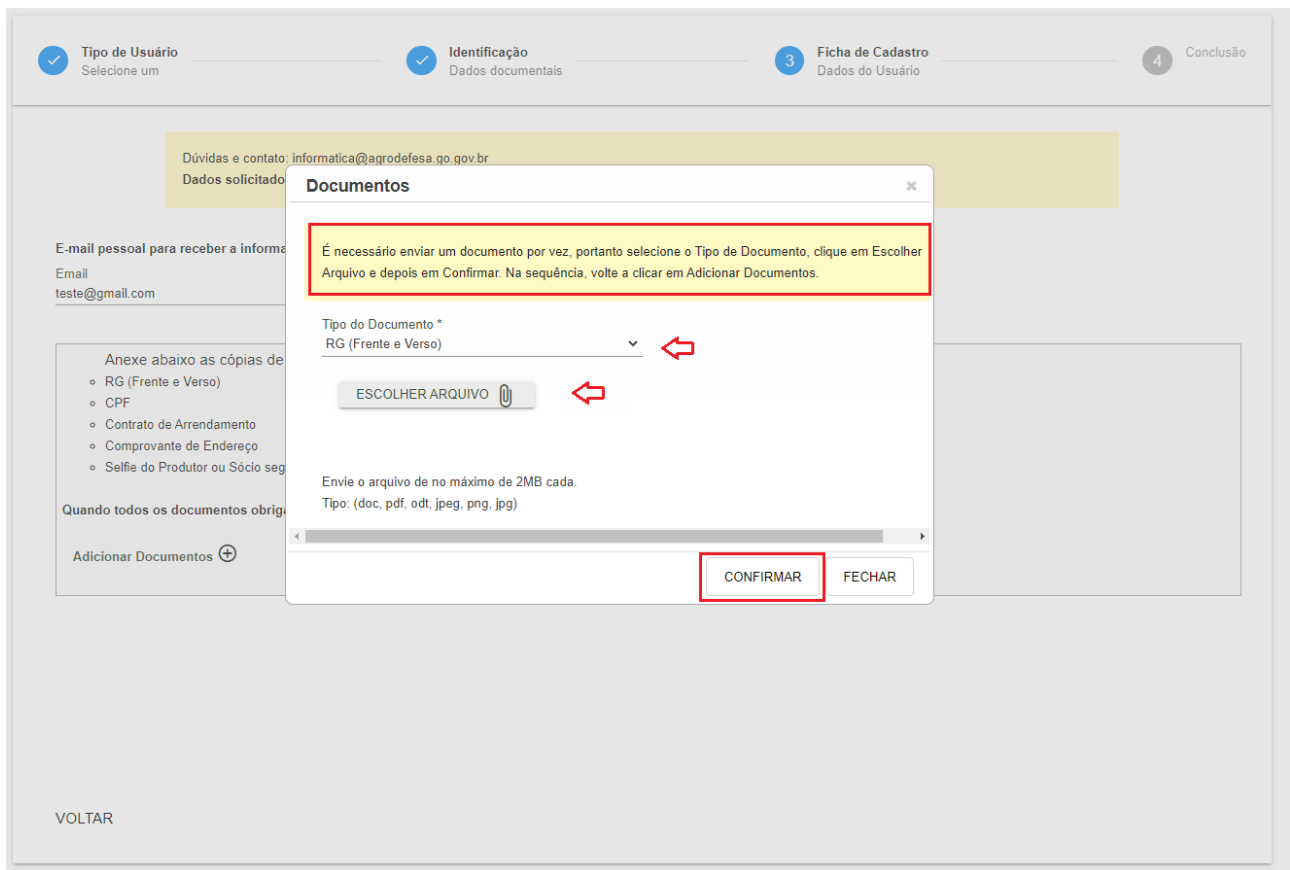 Tipo de Usuário
Selecione um
Identificação
Dados documentais
3
Ficha de Cadastro
Dados do Usuário
4
Conclusão
Dúvidas e contato: informatica@agrodefesa.go.gov.br
Dados solicitado
Documentos
É necessário enviar um documento por vez, portanto selecione o Tipo de Documento, clique em Escolher
Arquivo e depois em Confirmar. Na sequência, volte a clicar em Adicionar Documentos.
E-mail pessoal para receber a informa
Email
teste@gmail.com
Tipo do Documento *
RG (Frente e Verso)
ESCOLHER ARQUIVO
Envie o arquivo de no máximo de 2MB cada.
Tipo: (doc, pdf, odt, jpeg, png, jpg)
CONFIRMAR
FECHAR
Anexe abaixo as cópias de
RG (Frente e Verso)
CPF
Contrato de Arrendamento
Comprovante de Endereço
Selfie do Produtor ou Sócio seg
Quando todos os documentos obrig
Adicionar Documentos
VOLTAR